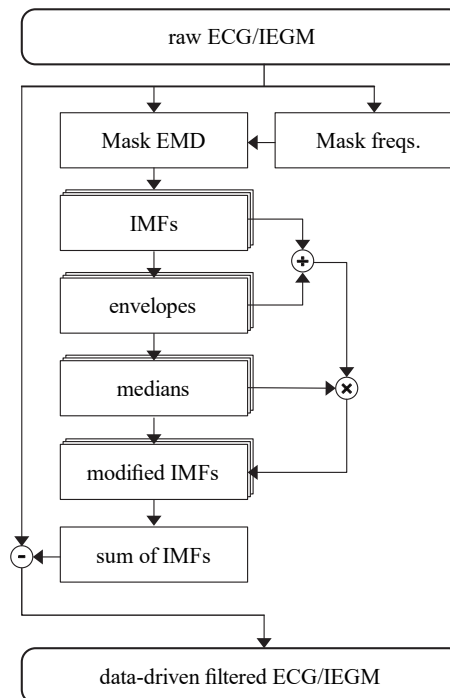 raw ECG/IEGM
Mask EMD
Mask freqs.
IMFs
+
envelopes
medians
×
modified IMFs
-
sum of IMFs
data-driven filtered ECG/IEGM